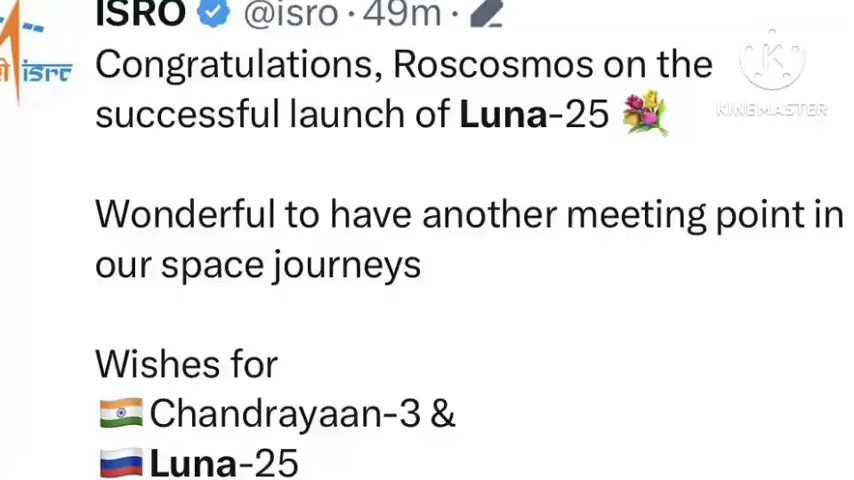 ISRO @isro · 49m ·
isro
Congratulations, Roscosmos on the
successful launch of Luna-25 💐
KINEMASTER
Wonderful to have another meeting point in
our space journeys
Wishes for
🇮🇳Chandrayaan-3 &
🇷🇺Luna-25